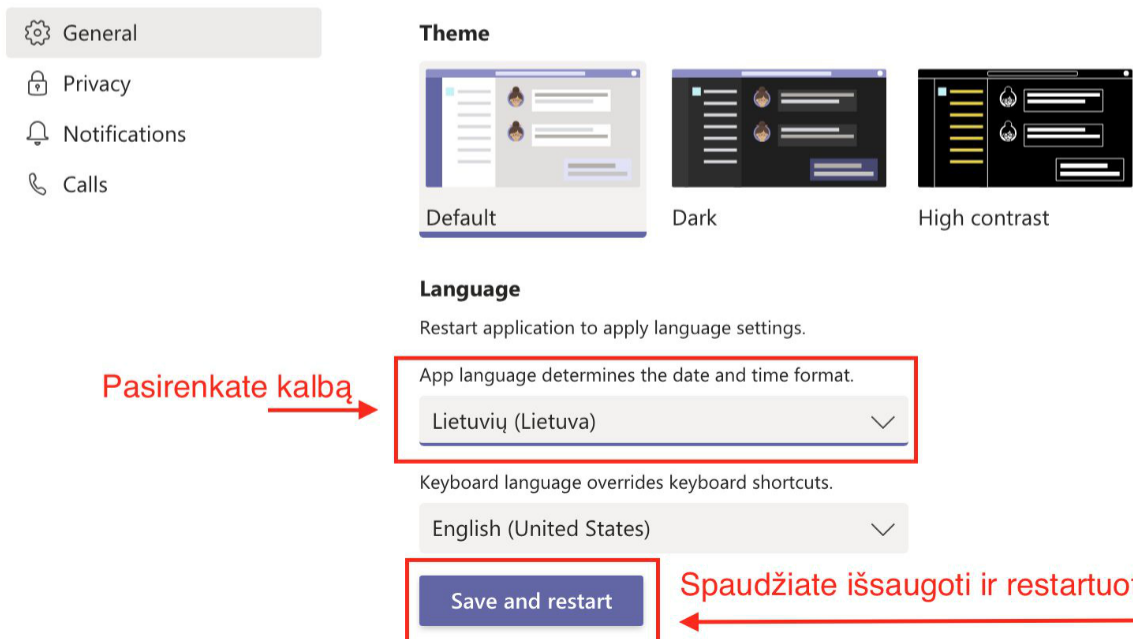 General
Privacy
Notifications
Calls
Theme
Default
Dark
High contrast
Language
Restart application to apply language settings.
Pasirenkate kalbą
App language determines the date and time format.
Lietuvių (Lietuva)
Keyboard language overrides keyboard shortcuts.
English (United States)
Save and restart
Spaudžiate išsaugoti ir